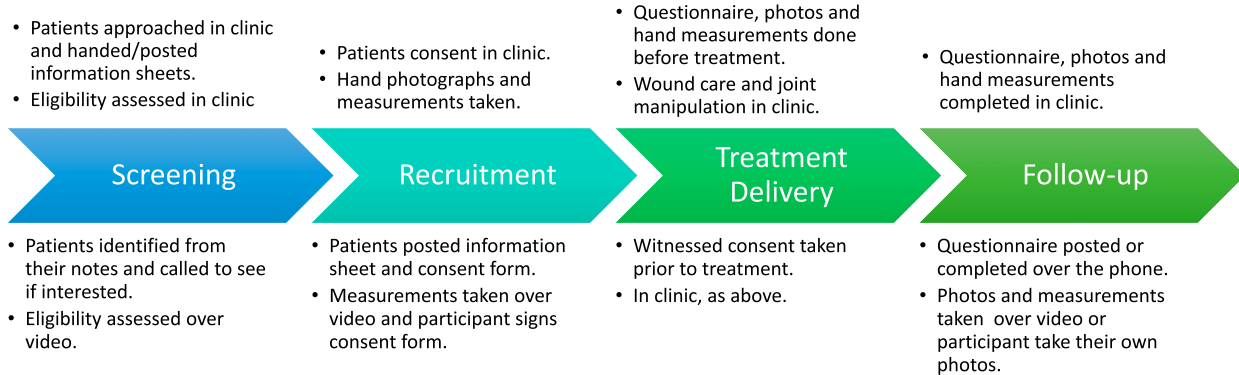 • Patients approached in clinic
and handed/posted
information sheets.
• Eligibility assessed in clinic
• Patients consent in clinic.
• Hand photographs and
measurements taken.
• Questionnaire, photos and
hand measurements done
before treatment.
• Wound care and joint
manipulation in clinic.
• Questionnaire, photos and
hand measurements
completed in clinic.
Screening
Recruitment
Treatment
Delivery
Follow-up
• Patients identified from
their notes and called to see
if interested.
• Eligibility assessed over
video.
• Patients posted information
sheet and consent form.
• Measurements taken over
video and participant signs
consent form.
• Witnessed consent taken
prior to treatment.
• In clinic, as above.
• Questionnaire posted or
completed over the phone.
• Photos and measurements
taken  over video or
participant take their own
photos.